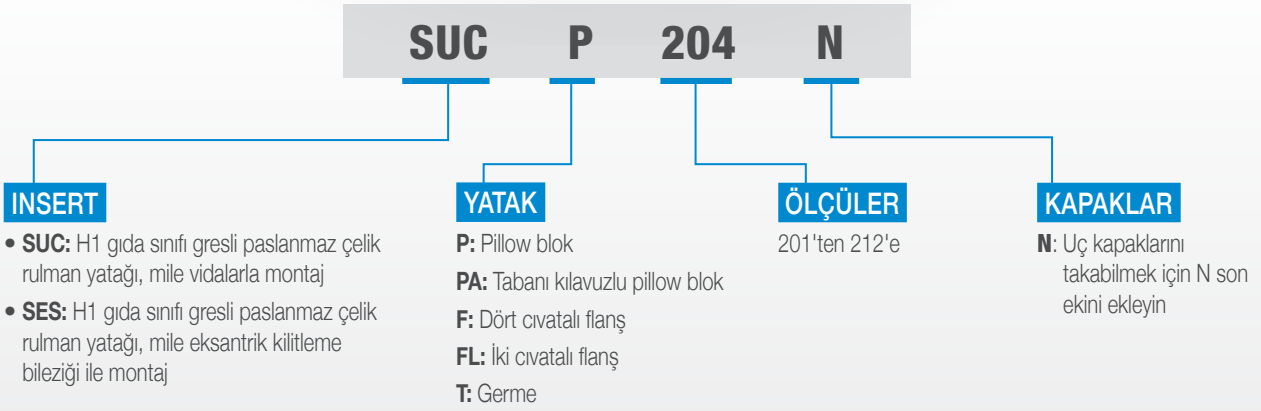 SUC P 204 N
INSERT
• SUC: H1 gıda sınıfı gresli paslanmaz çelik
rulman yatağı, mile vidalarla montaj
• SES: H1 gıda sınıfı gresli paslanmaz çelik
rulman yatağı, mile eksantrik kilitleme
bileziği ile montaj
YATAK
P: Pillow blok
PA: Tabanı kılavuzlu pillow blok
F: Dört cıvatalı flanş
FL: İki cıvatalı flanş
T: Germe
ÖLÇÜLER
201'ten 212'e
KAPAKLAR
N: Uç kapaklarını
takabilmek için N son
ekini ekleyin